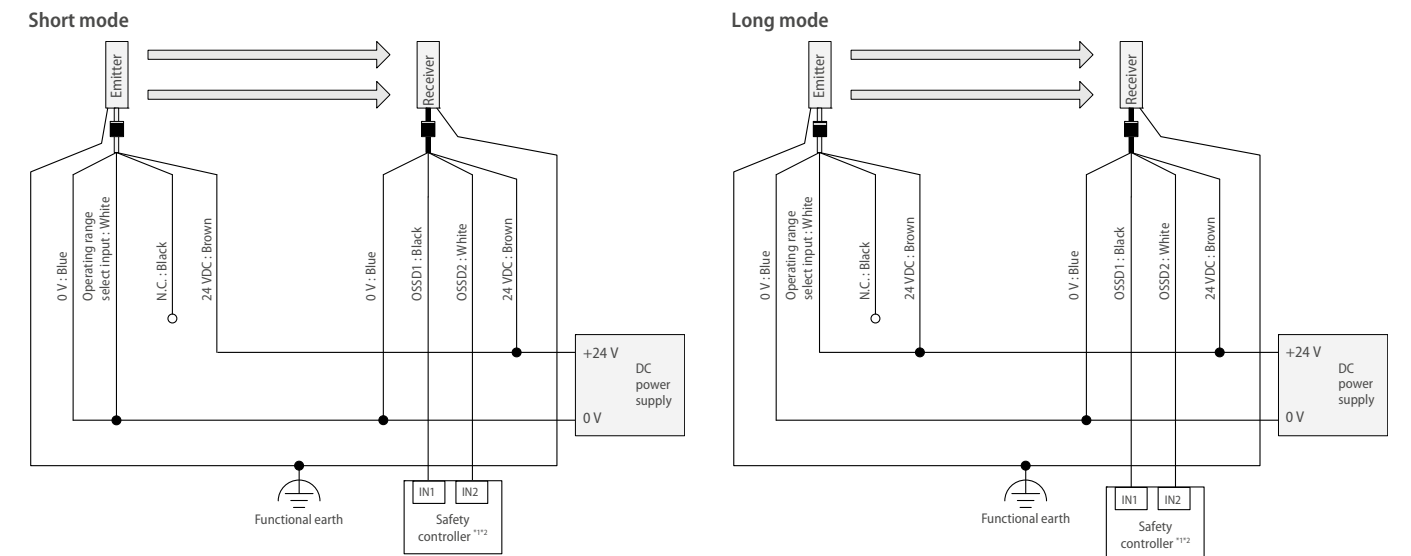 Short mode
Emitter
Receiver
0 V : Blue
Operating range
select input : White
N.C. : Black
24 VDC : Brown
0 V : Blue
OSSD1 : Black
OSSD2 : White
24 VDC : Brown
+24 V
DC
power
supply
0 V
Functional earth
IN1 IN2
Safety
controller *1*2
Long mode
Emitter
Receiver
0 V : Blue
Operating range
select input : White
N.C. : Black
24 VDC : Brown
0 V : Blue
OSSD1 : Black
OSSD2 : White
24 VDC : Brown
+24 V
DC
power
supply
0 V
Functional earth
IN1 IN2
Safety
controller *1*2